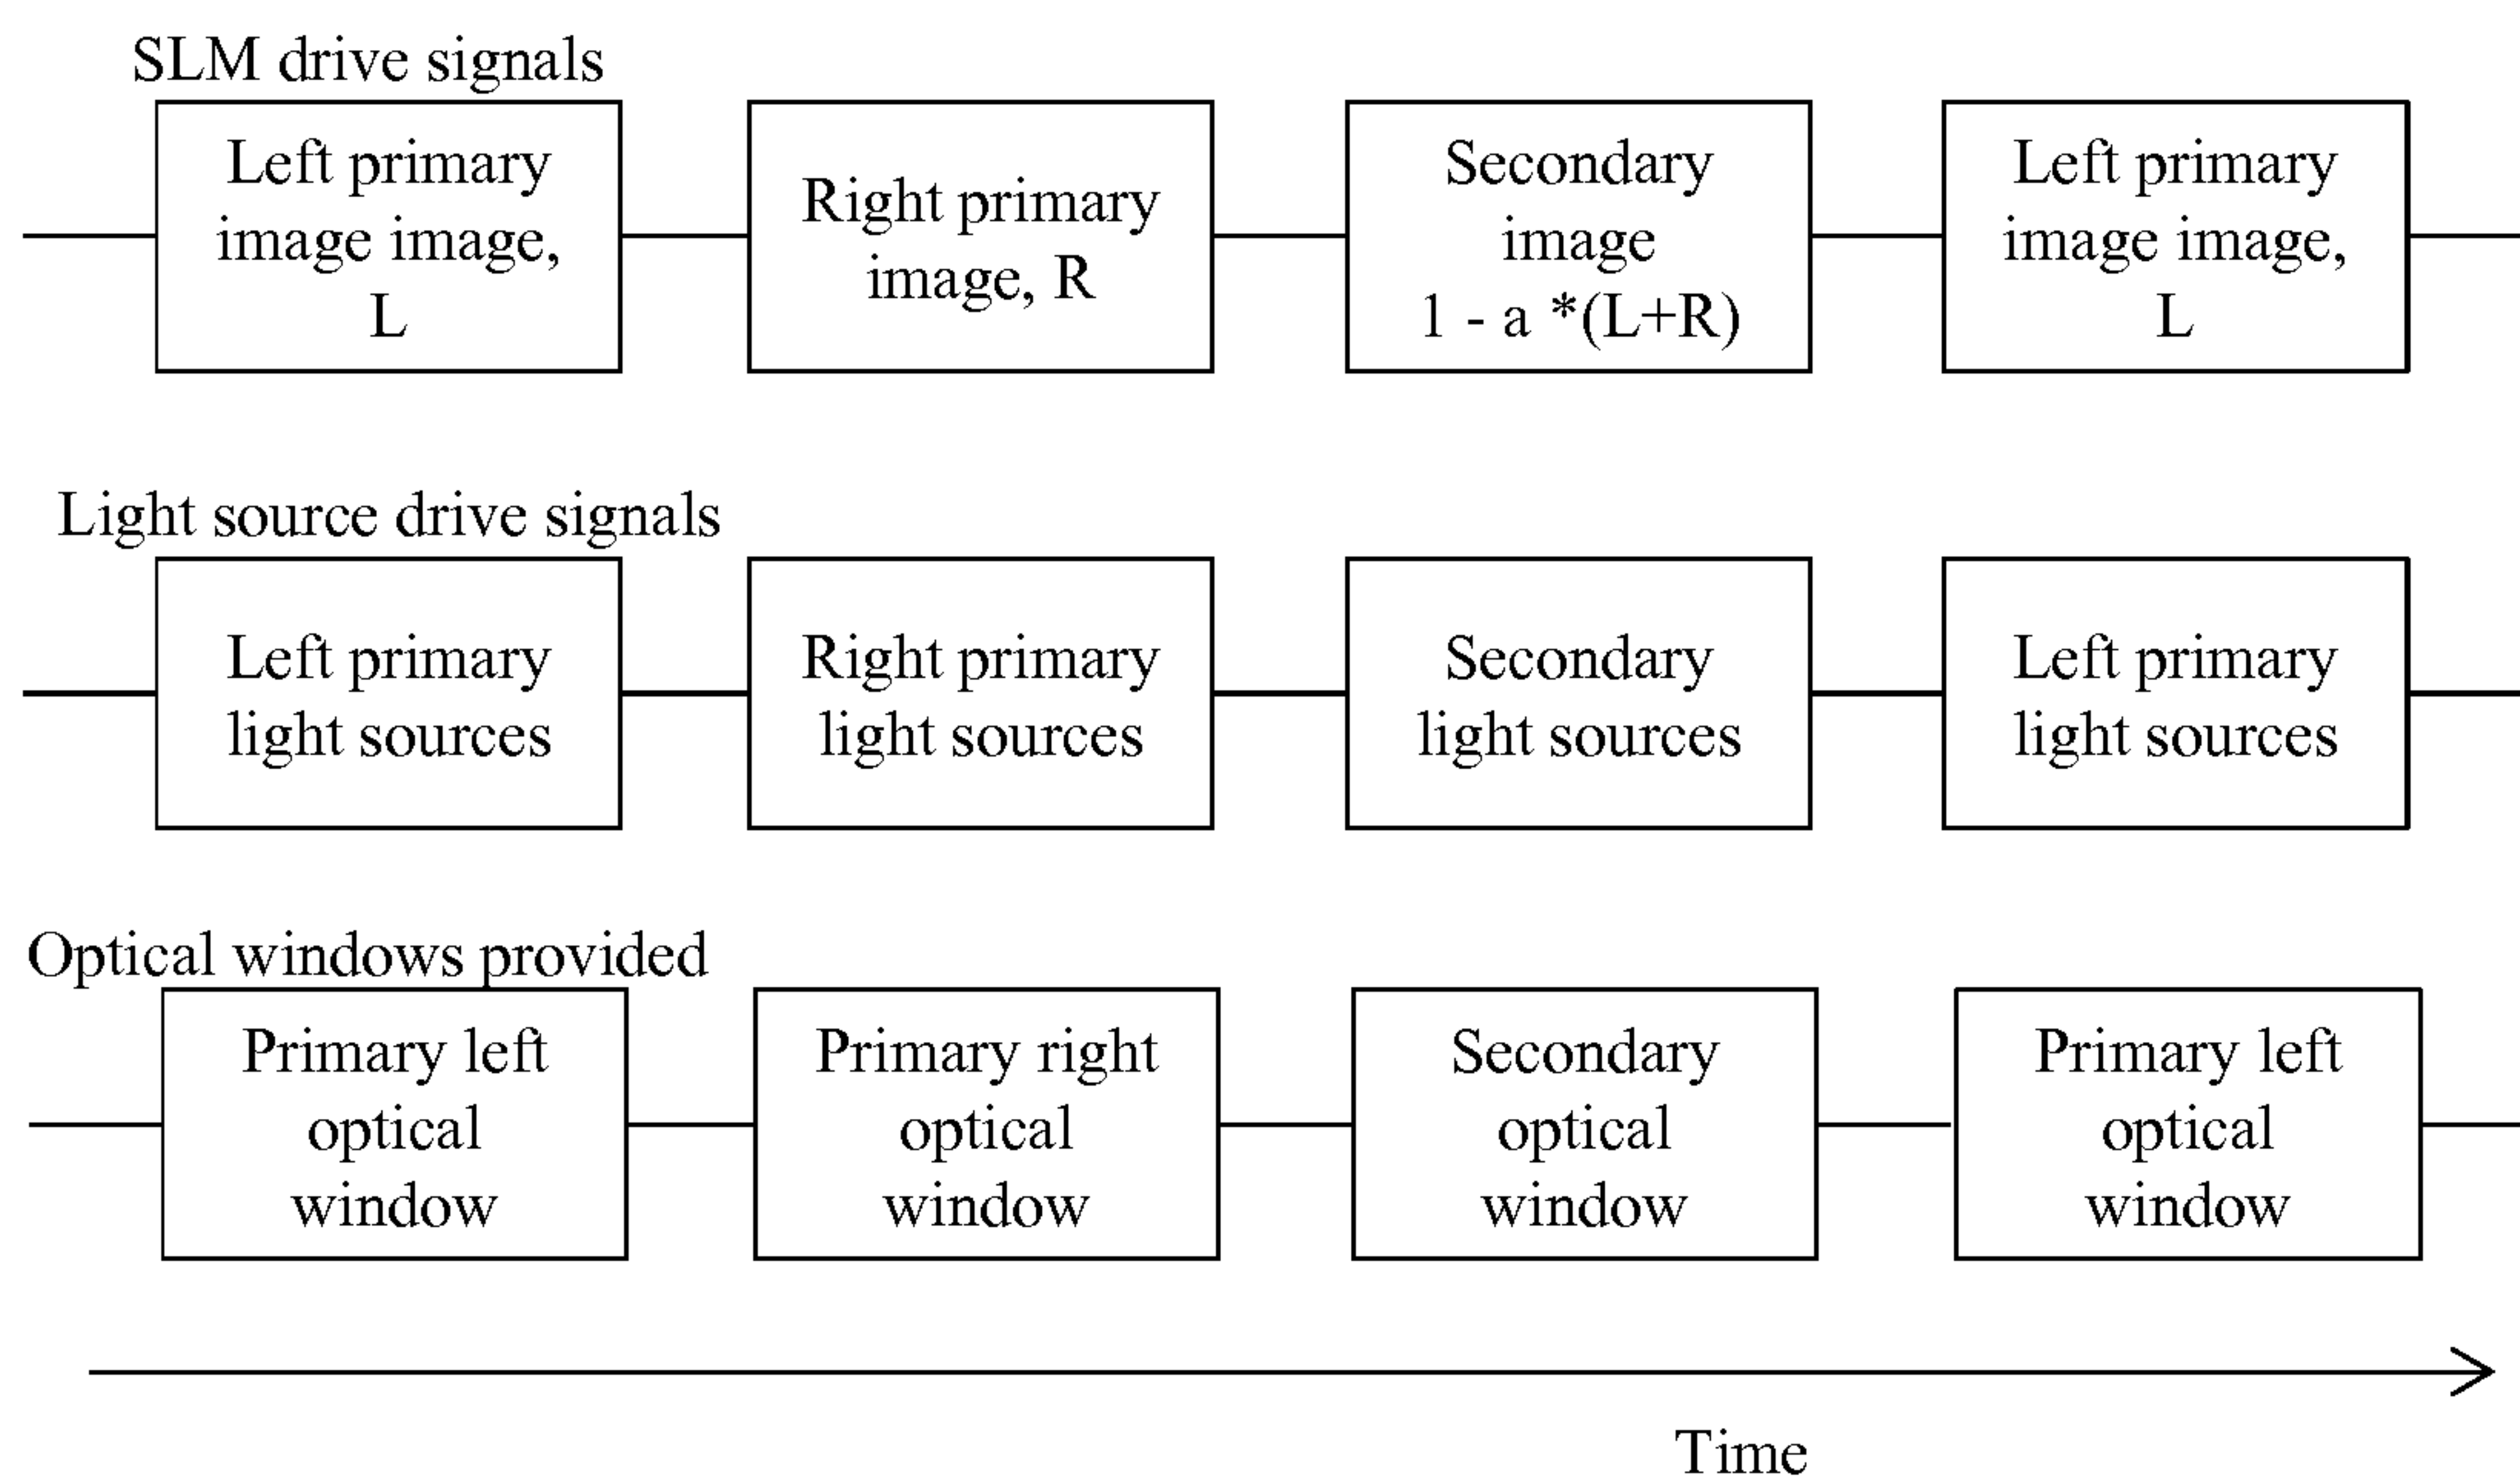 SLM drive signals
Left primary
image image,
L
Right primary
image, R
Secondary
image
1 - a *(L+R)
Left primary
image image,
L
Light source drive signals
Left primary
light sources
Right primary
light sources
Secondary
light sources
Left primary
light sources
Optical windows provided
Primary left
optical
window
Primary right
optical
window
Secondary
optical
window
Primary left
optical
window
Time